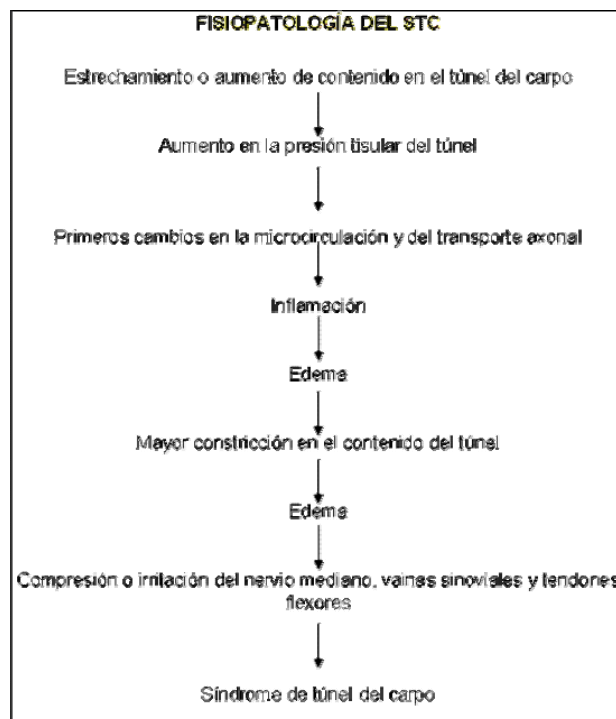 FISIOPATOLOGÍA DEL STC
Estrechamiento o aumento de contenido en el túnel del carpo
Aumento en la presión tisular del túnel
Primeros cambios en la microcirculación y del transporte axonal
Inflamación
Edema
Mayor constricción en el contenido del túnel
Edema
Compresión o irritación del nervio mediano, vainas sinoviales y tendones
flexores
Síndrome de túnel del carpo